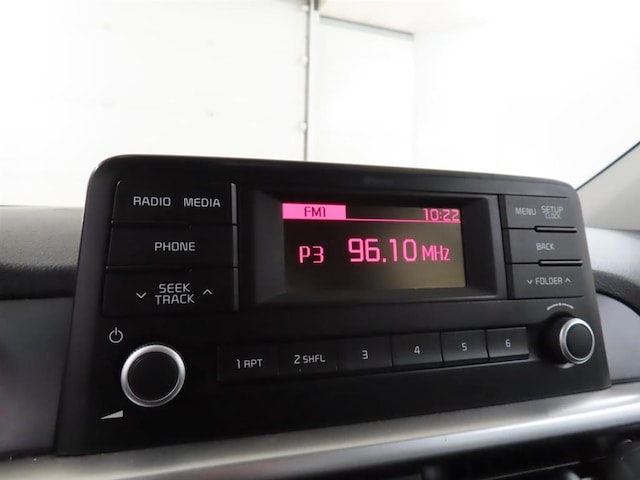 RADIO MEDIA
PHONE
SEEK
TRACK
FM1 10:22
P3 96.10 MHz
MENU SETUP
CLOCK
BACK
FOLDER
1 RPT 2 SHFL 3 4 5 6